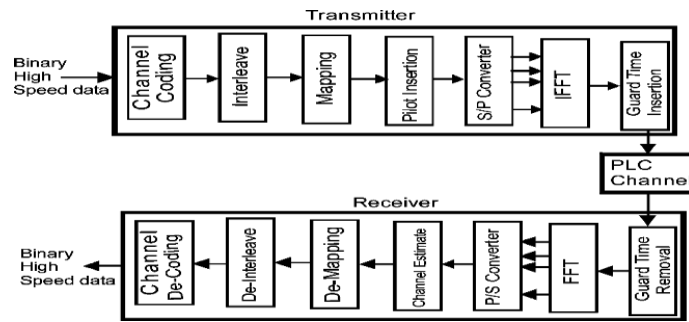 Transmitter
Binary
High
Speed data
Channel
Coding
Interleave
Mapping
Pilot Insertion
S/P Converter
IFFT
Guard Time
Insertion
PLC
Channel
Receiver
Binary
High
Speed data
Channel
De-Coding
De-Interleave
De-Mapping
Channel Estimate
P/S Converter
FFT
Guard Time
Removal